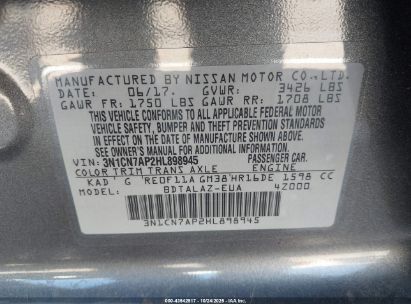 MANUFACTURED BY NISSAN MOTOR CO., LTD.
DATE: 06/17. GVWR: 3426 LBS
GAWR FR: 1750 LBS GAWR RR: 1708 LBS
THIS VEHICLE CONFORMS TO ALL APPLICABLE FEDERAL MOTOR
VEHICLE SAFETY, BUMPER AND THEFT PREVENTION STANDARDS
IN EFFECT ON THE DATE OF MANUFACTURE SHOWN ABOVE.
SEE OWNER'S MANUAL FOR ADDITIONAL INFORMATION.
VIN: 3N1CN7AP2HL898945 PASSENGER CAR.
COLOR TRIM TRANS AXLE ENGINE
KAD G RE0F11A GM38 HR16DE 1598 CC
MODEL: BDTALAZ-EUA 4Z000
3N1CN7AP2HL898945